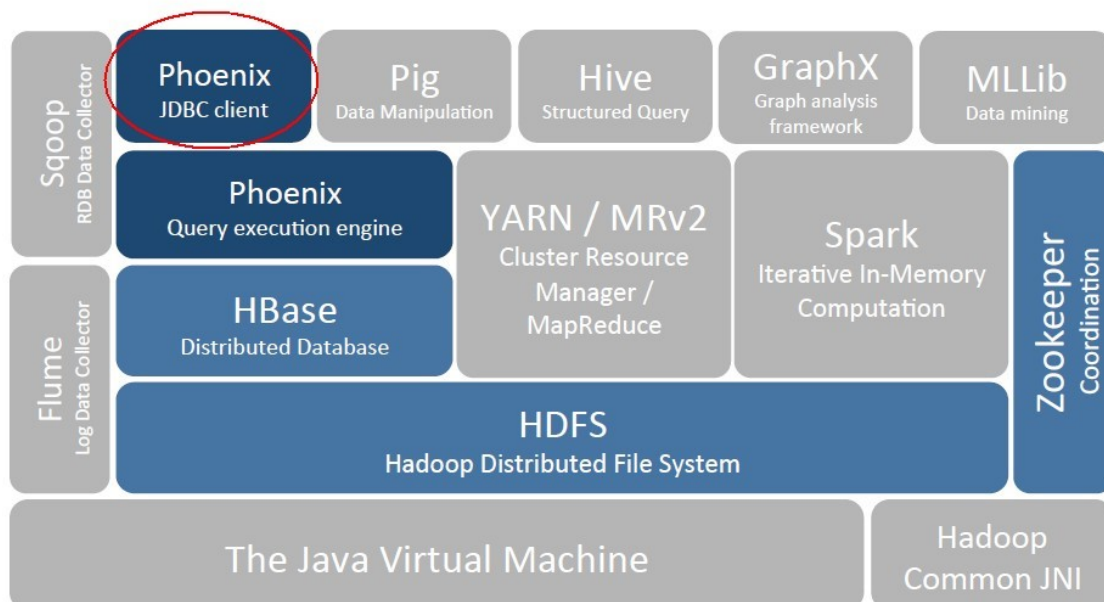 Sqoop
RDB Data Collector
Phoenix
JDBC client
Pig
Data Manipulation
Hive
Structured Query
GraphX
Graph analysis
framework
MLLib
Data mining
Phoenix
Query execution engine
YARN / MRv2
Cluster Resource
Manager /
MapReduce
Spark
Iterative In-Memory
Computation
Zookeeper
Coordination
Flume
Log Data Collector
HBase
Distributed Database
HDFS
Hadoop Distributed File System
The Java Virtual Machine
Hadoop
Common JNI